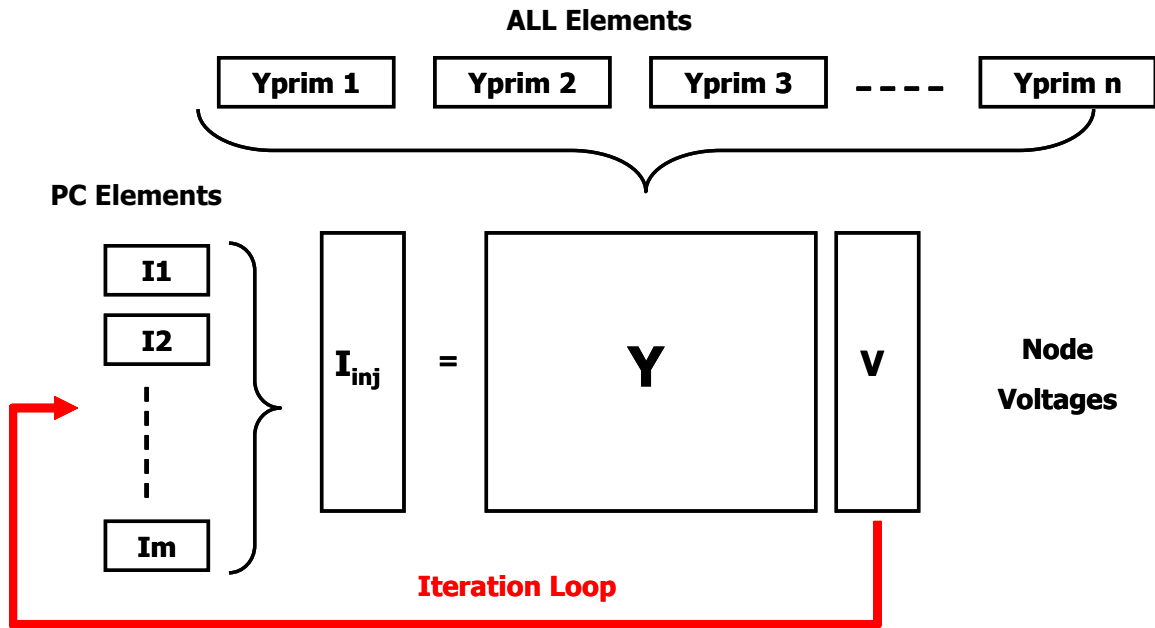 ALL Elements
Yprim 1 Yprim 2 Yprim 3 Yprim n
PC Elements
I1
I2
Im
Iinj = Y V
Node
Voltages
Iteration Loop